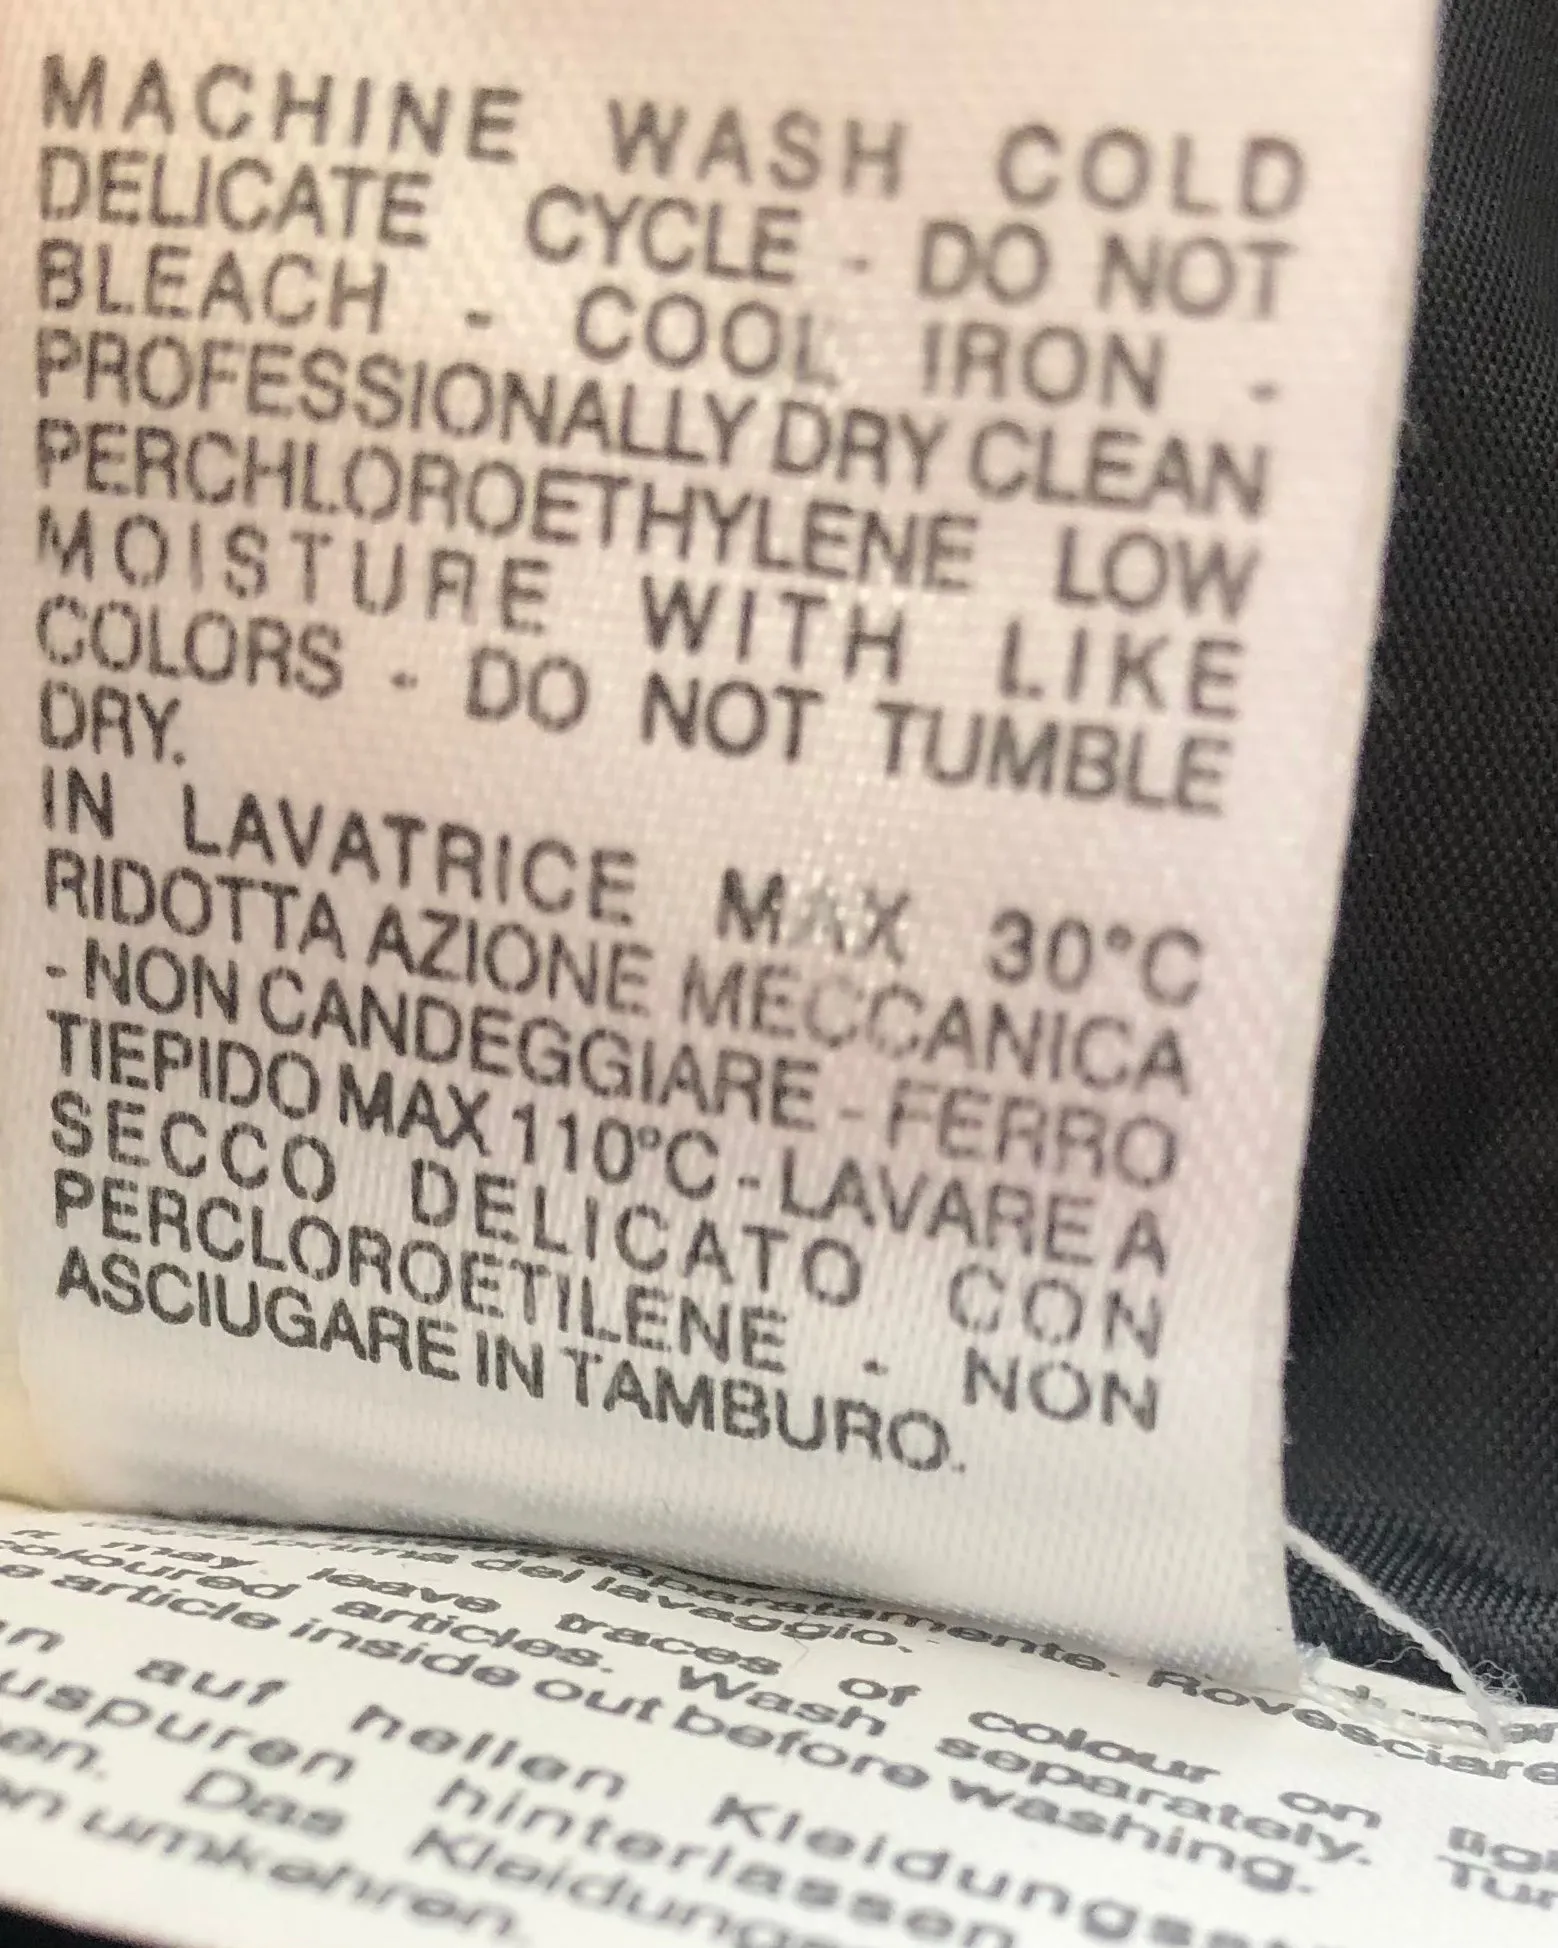 MACHINE WASH COLD
DELICATE CYCLE - DO NOT
BLEACH - COOL IRON -
PROFESSIONALLY DRY CLEAN
PERCHLOROETHYLENE LOW
MOISTURE WITH LIKE
COLORS - DO NOT TUMBLE
DRY.
IN LAVATRICE MAX 30°C
RIDOTTA AZIONE MECCANICA
- NON CANDEGGIARE - FERRO
TIEPIDO MAX 110°C - LAVARE A
SECCO DELICATO CON
PERCLOROETILENE - NON
ASCIUGARE IN TAMBURO.
separatamente. Rovesciare
del lavaggio.
may leave traces of colour on
coloured articles. Wash separately.
article inside out before washing.
auf hellen
hinterlassen
Das
umkehren.